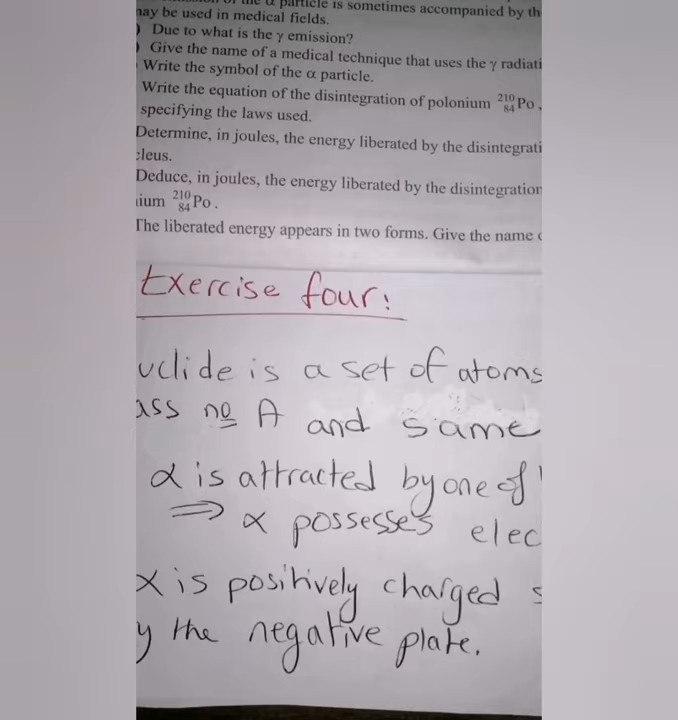 α particle is sometimes accompanied by th
may be used in medical fields.
) Due to what is the γ emission?
) Give the name of a medical technique that uses the γ radiati
Write the symbol of the α particle.
Write the equation of the disintegration of polonium ²¹⁰₈₄Po ,
specifying the laws used.
Determine, in joules, the energy liberated by the disintegrati
cleus.
Deduce, in joules, the energy liberated by the disintegration
nium ²¹⁰₈₄Po .
The liberated energy appears in two forms. Give the name
Exercise four:
uclide is a set of atoms
ass no A and same
α is attracted by one of
⇒ α possesses elec
α is positively charged s
y the negative plate.